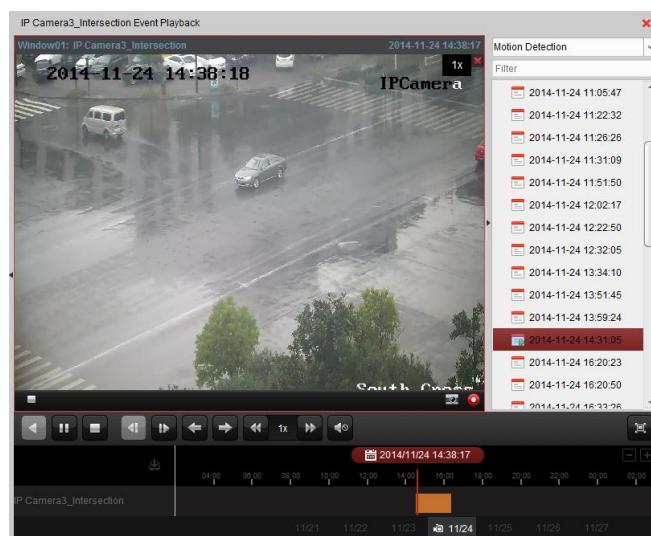 IP Camera3_Intersection Event Playback
Window01: IP Camera3_Intersection 2014-11-24 14:38:17
1x
2014-11-24 14:38:18
IPCamera
Motion Detection
Filter
2014-11-24 11:05:47
2014-11-24 11:22:32
2014-11-24 11:26:26
2014-11-24 11:31:09
2014-11-24 11:51:50
2014-11-24 12:02:17
2014-11-24 12:22:50
2014-11-24 12:32:05
2014-11-24 13:34:10
2014-11-24 13:51:45
2014-11-24 13:59:24
2014-11-24 14:31:05
2014-11-24 16:20:23
2014-11-24 16:20:50
2014-11-24 16:33:26
South Cross
1x
2014/11/24 14:38:17
04:00 06:00 08:00 10:00 12:00 14:00 16:00 18:00 20:00 22:00 00:00 02:00
IP Camera3_Intersection
11/21 11/22 11/23 11/24 11/25 11/26 11/27